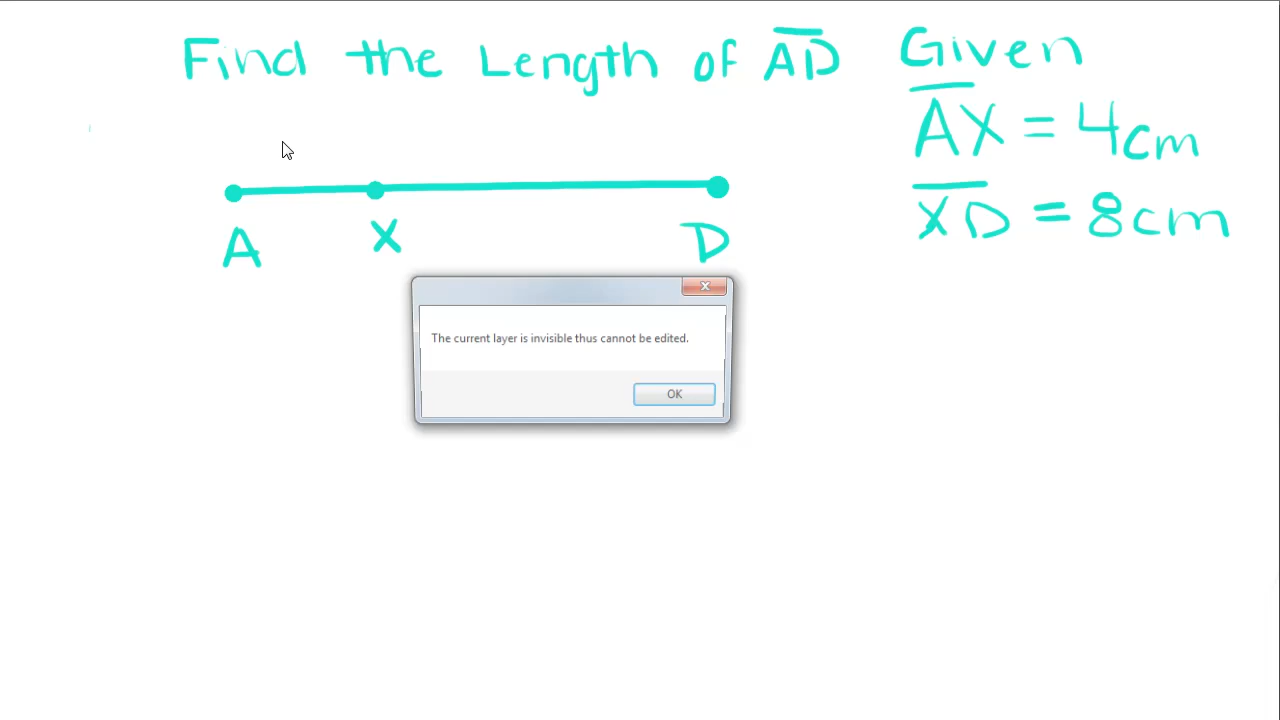 Find the Length of AD Given
AX = 4cm
XD = 8cm
A X D
The current layer is invisible thus cannot be edited.
OK